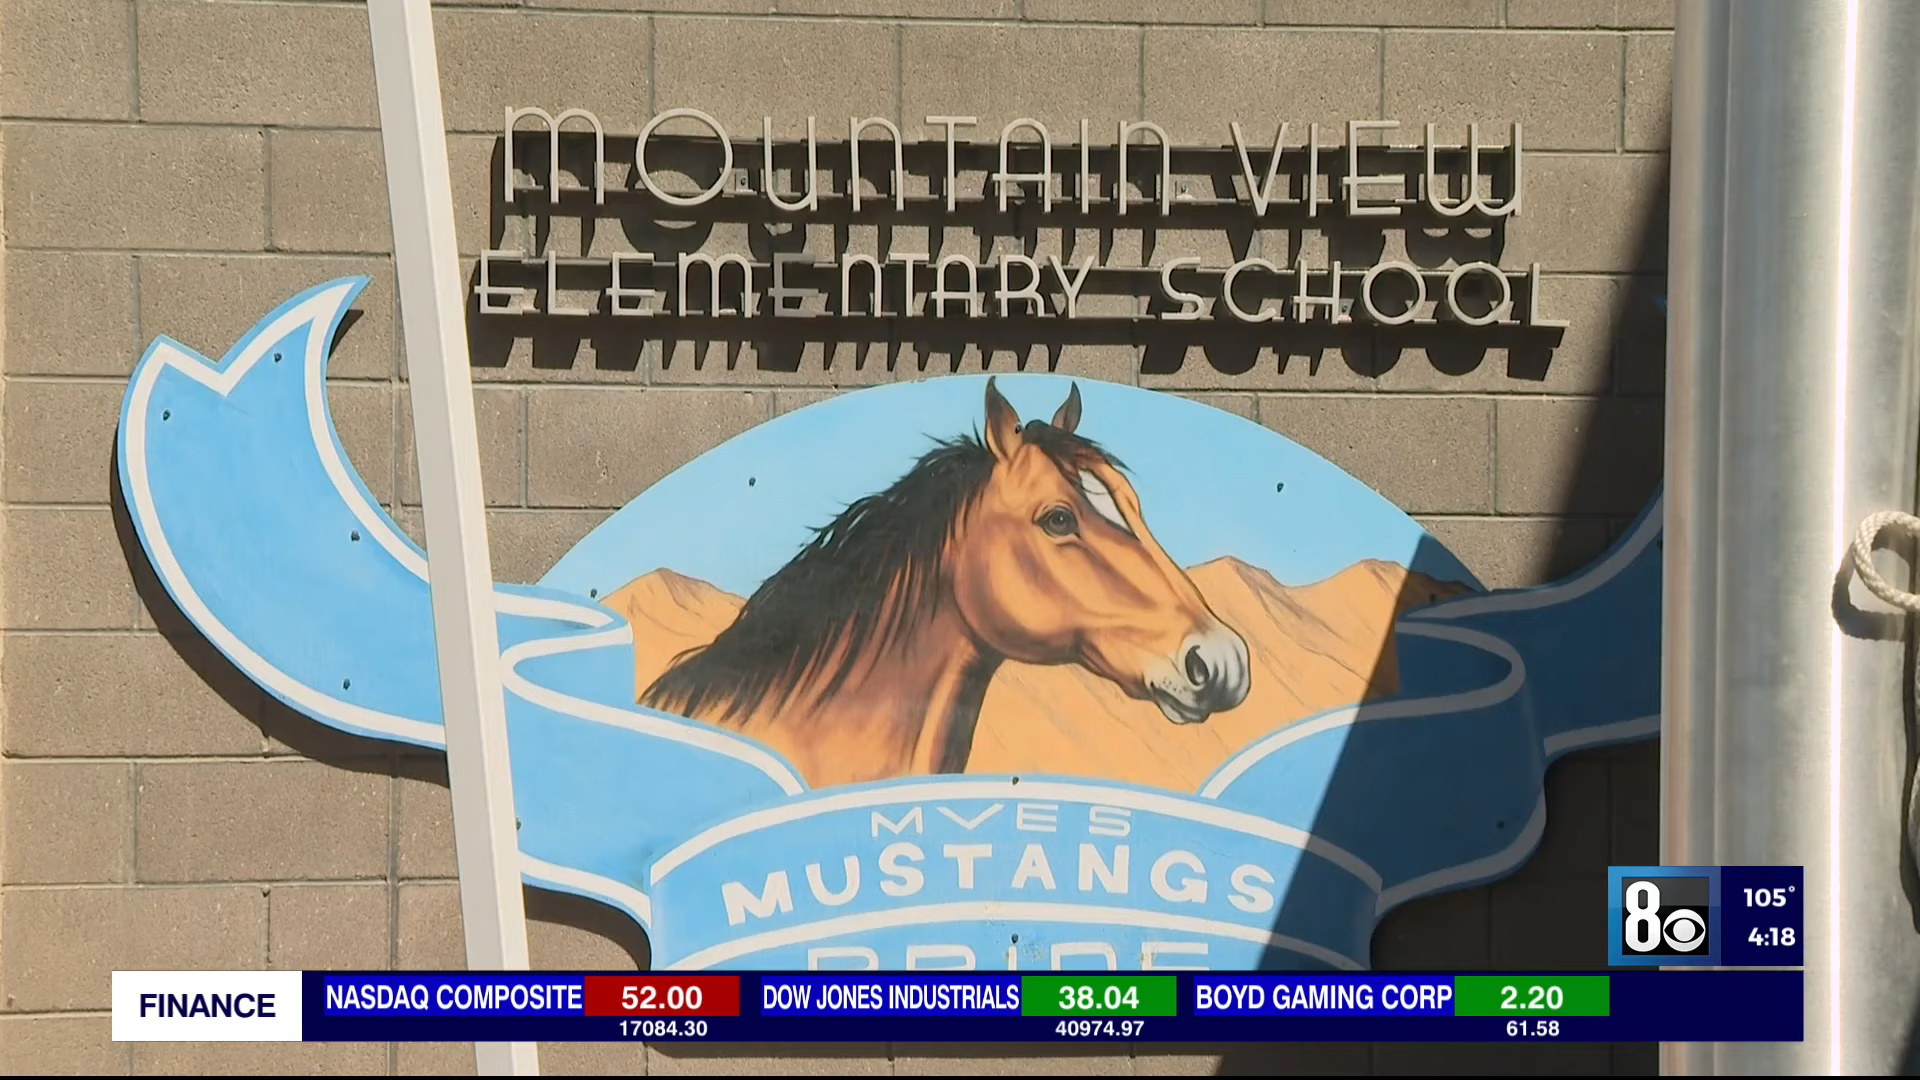 MOUNTAIN VIEW
ELEMENTARY SCHOOL
MVES
MUSTANGS
PRIDE
8
105°
4:18
FINANCE
NASDAQ COMPOSITE 52.00
17084.30
DOW JONES INDUSTRIALS 38.04
40974.97
BOYD GAMING CORP 2.20
61.58